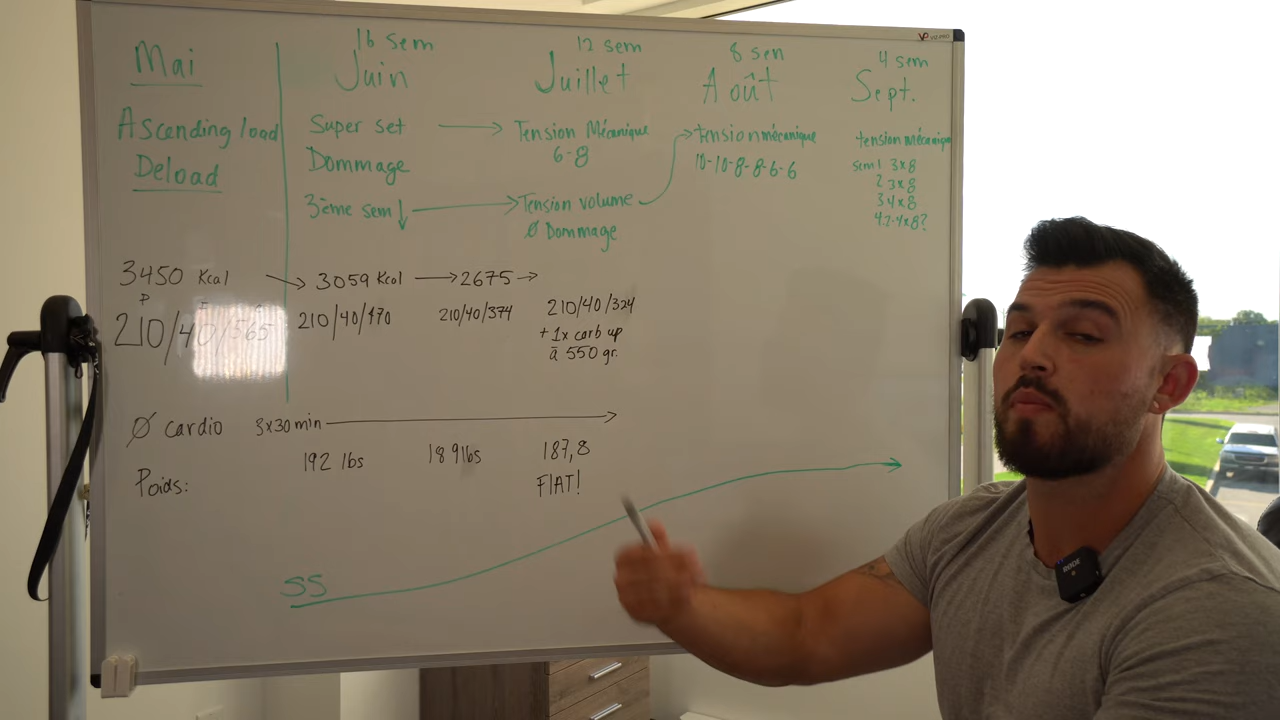 Mai
16 sem
Juin
12 sem
Juillet
8 sem
Août
4 sem
Sept.
Ascending load
Deload
Super set
Dommage
3ème sem ↓
Tension Mécanique
6-8
Tension volume
Ø Dommage
tension mécanique
10-10-8-8-6-6
tension mécanique
sem 1 3x8
2 3x8
3 4x8
3450 Kcal → 3059 Kcal → 2675 →
P
210/40/565
210/40/470
210/40/374
210/40/324
+ 1x carb up
à 550 gr.
Ø cardio 3x30 min
Poids: 192 lbs 189 lbs 187,8
FlAT!
SS
RØDE